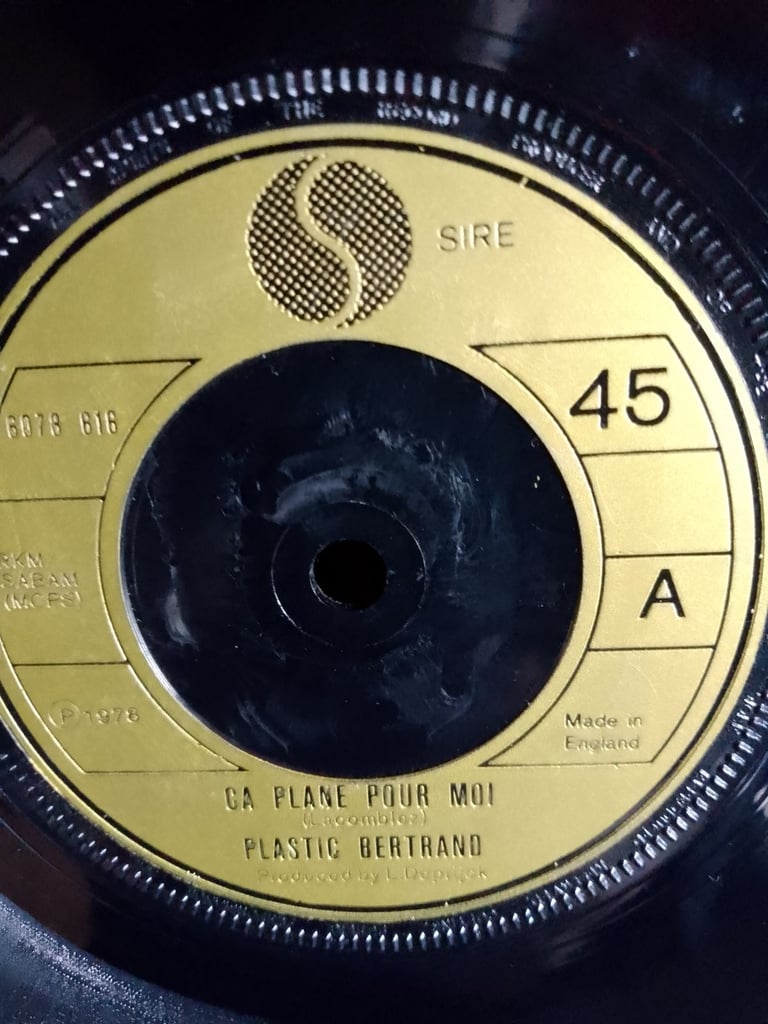 SIRE
45
6078 616
RKM
SABAM
(MCPS)
A
℗ 1978
Made in
England
CA PLANE POUR MOI
(Lacomblez)
PLASTIC BERTRAND
Produced by L. Deprijck